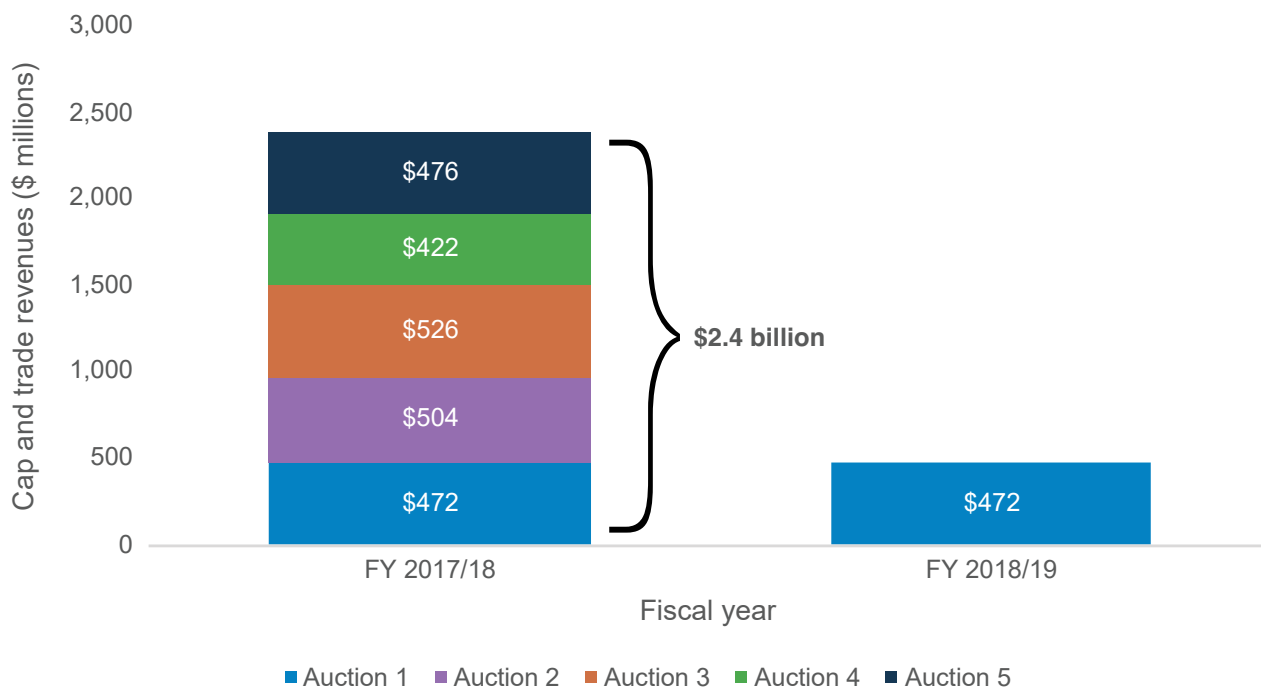 Cap and trade revenues ($ millions)
3,000
2,500
2,000
1,500
1,000
500
0
$476
$422
$526
$504
$472
$2.4 billion
$472
FY 2017/18
FY 2018/19
Fiscal year
Auction 1 Auction 2 Auction 3 Auction 4 Auction 5